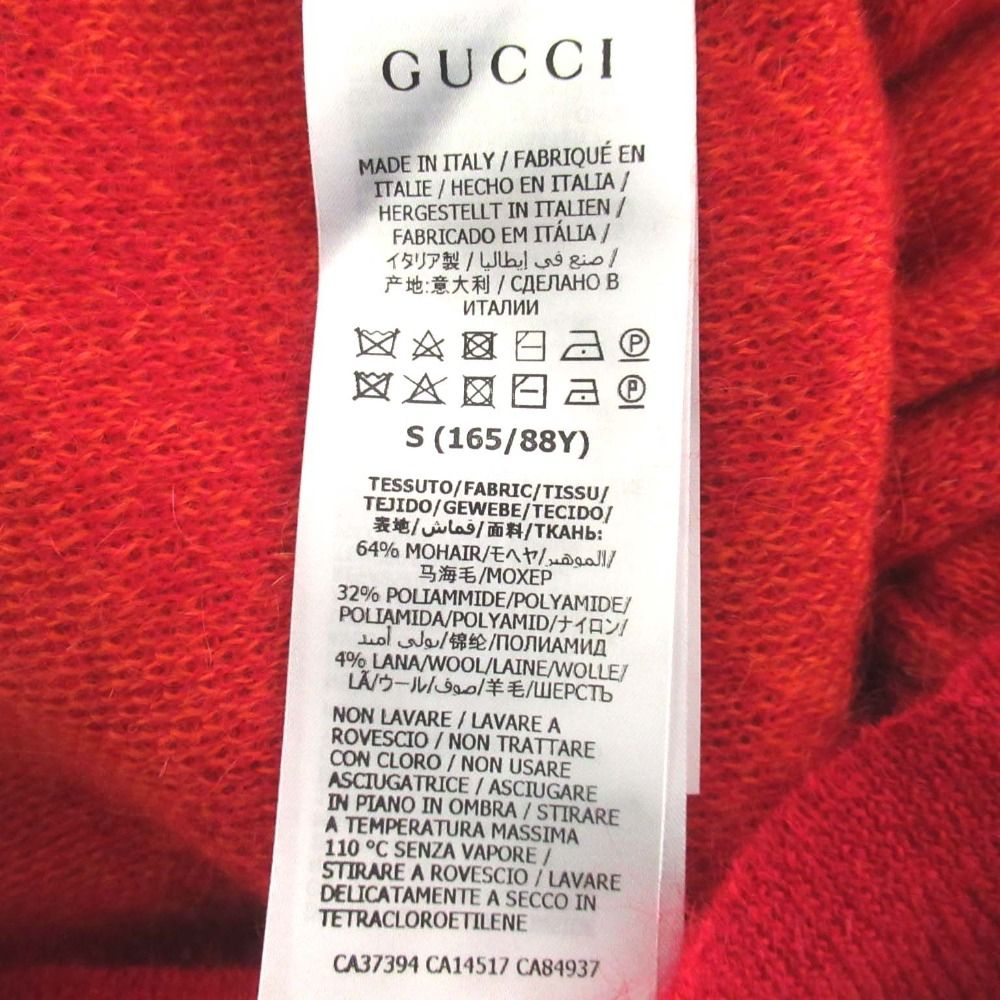 GUCCI
MADE IN ITALY / FABRIQUÉ EN
ITALIE / HECHO EN ITALIA /
HERGESTELLT IN ITALIEN /
FABRICADO EM ITÁLIA /
イタリア製 / صنع في إيطاليا /
产地:意大利 / СДЕЛАНО В
ИТАЛИИ
P
P
S (165/88Y)
TESSUTO/FABRIC/TISSU/
TEJIDO/GEWEBE/TECIDO/
表地/قماش/面料/ТКАНЬ:
64% MOHAIR/モヘヤ/الموهير/
马海毛/МОХЕР
32% POLIAMMIDE/POLYAMIDE/
POLIAMIDA/POLYAMID/ナイロン/
بولي أميد/锦纶/ПОЛИАМИД
4% LANA/WOOL/LAINE/WOLLE/
LÃ/ウール/صوف/羊毛/ШЕРСТЬ
NON LAVARE / LAVARE A
ROVESCIO / NON TRATTARE
CON CLORO / NON USARE
ASCIUGATRICE / ASCIUGARE
IN PIANO IN OMBRA / STIRARE
A TEMPERATURA MASSIMA
110 °C SENZA VAPORE /
STIRARE A ROVESCIO / LAVARE
DELICATAMENTE A SECCO IN
TETRACLOROETILENE
CA37394 CA14517 CA84937